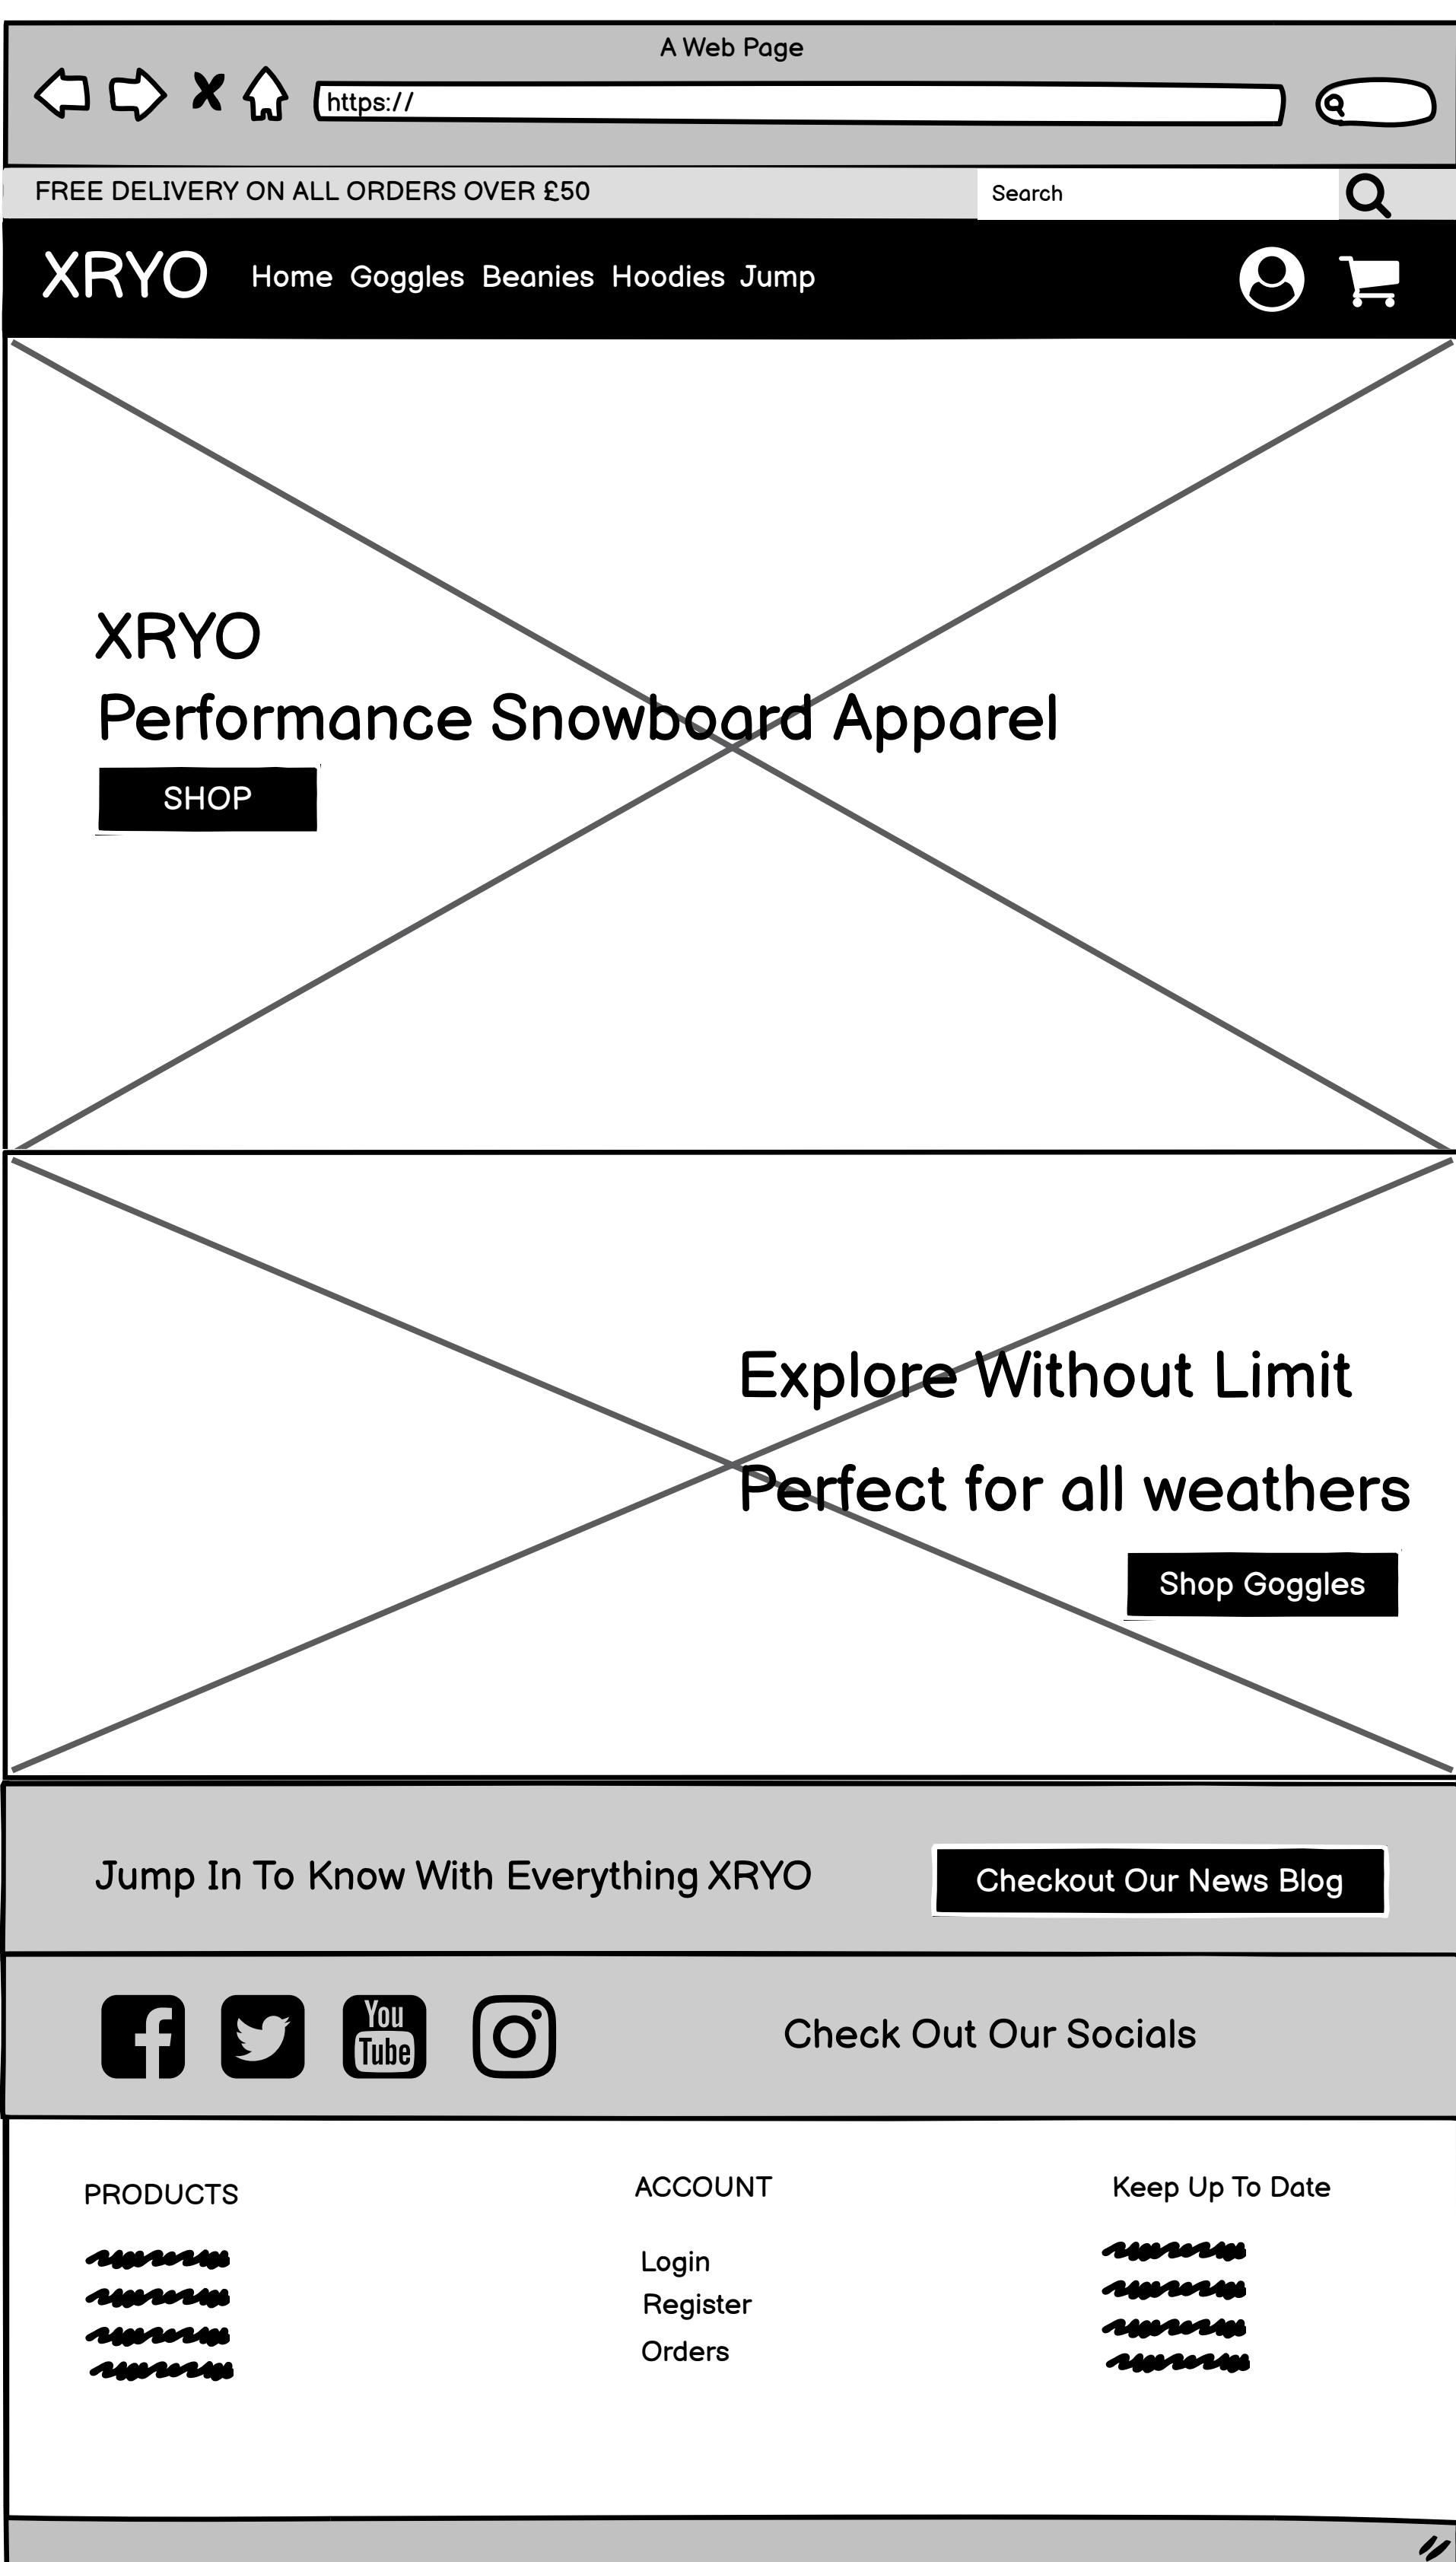 A Web Page
https://
FREE DELIVERY ON ALL ORDERS OVER £50
Search
XRYO
Home Goggles Beanies Hoodies Jump
XRYO
Performance Snowboard Apparel
SHOP
Explore Without Limit
Perfect for all weathers
Shop Goggles
Jump In To Know With Everything XRYO
Checkout Our News Blog
You
Tube
Check Out Our Socials
PRODUCTS
ACCOUNT
Login
Register
Orders
Keep Up To Date